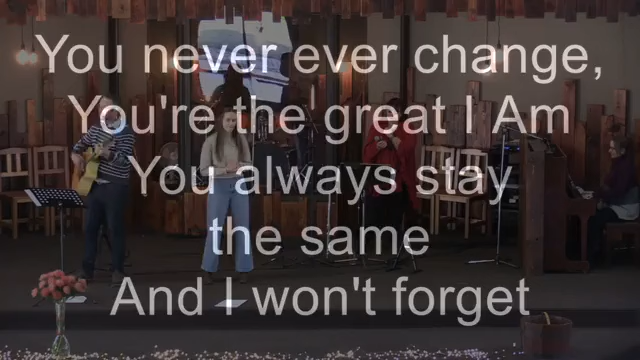 You never ever change,
You're the great I Am
You always stay
the same
And I won't forget